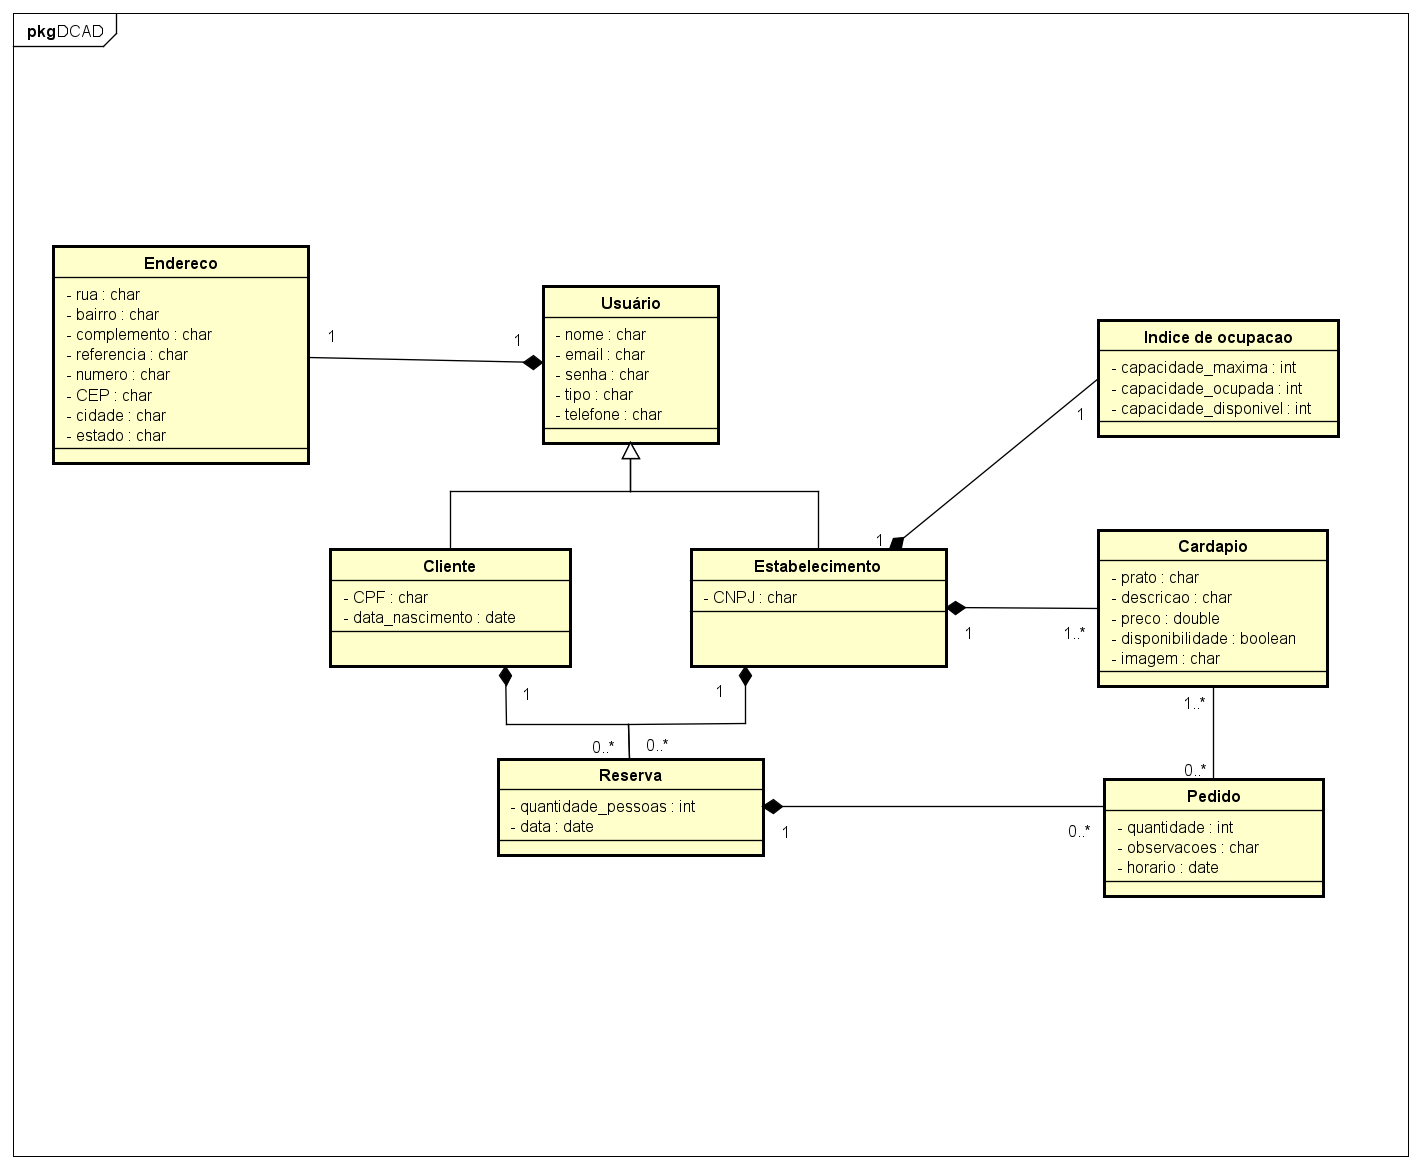 pkgDCAD
Endereco
- rua : char
- bairro : char
- complemento : char
- referencia : char
- numero : char
- CEP : char
- cidade : char
- estado : char
1
1
Usuário
- nome : char
- email : char
- senha : char
- tipo : char
- telefone : char
Indice de ocupacao
- capacidade_maxima : int
- capacidade_ocupada : int
- capacidade_disponivel : int
1
1
Cliente
- CPF : char
- data_nascimento : date
Estabelecimento
- CNPJ : char
1
1..*
Cardapio
- prato : char
- descricao : char
- preco : double
- disponibilidade : boolean
- imagem : char
1
1
0..*
0..*
1..*
0..*
Reserva
- quantidade_pessoas : int
- data : date
1
0..*
Pedido
- quantidade : int
- observacoes : char
- horario : date